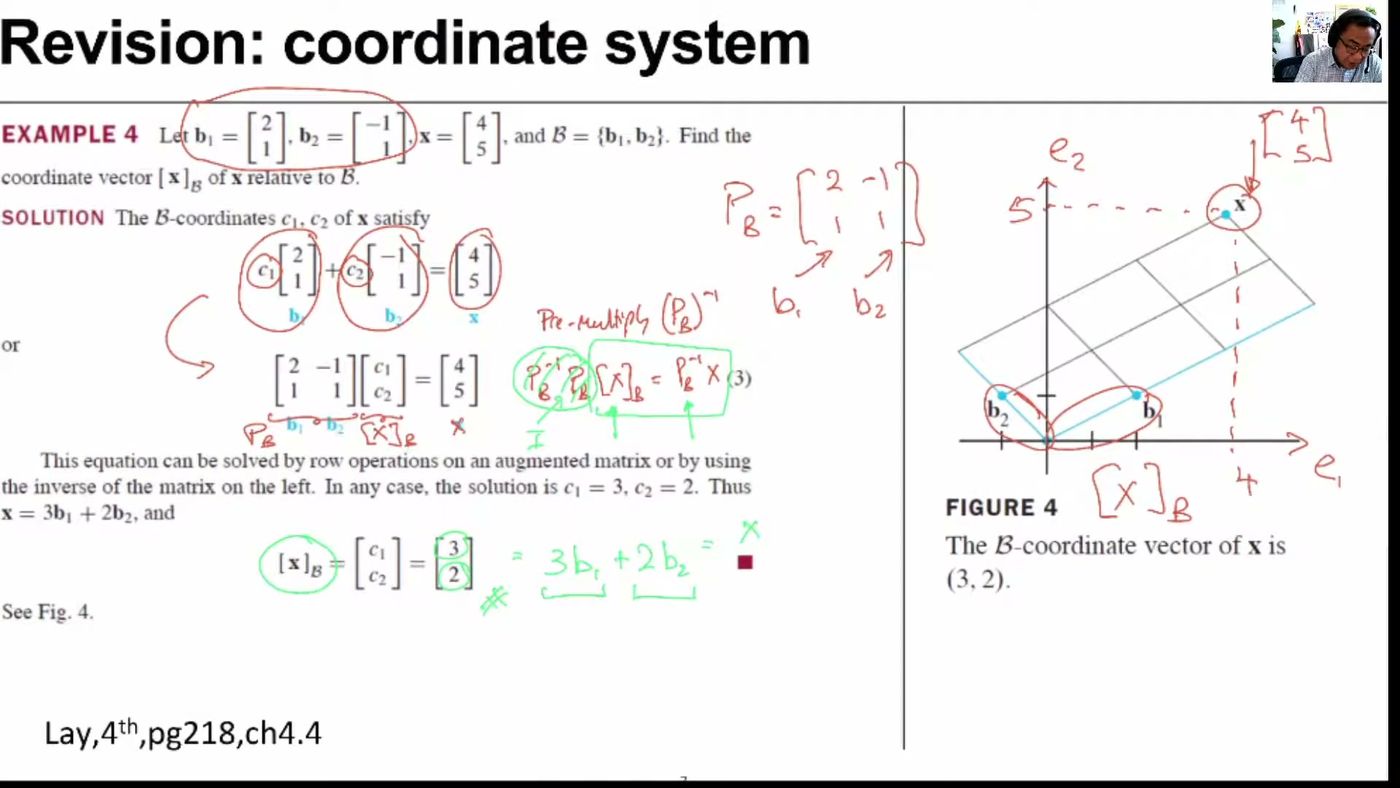 Revision: coordinate system
EXAMPLE 4 Let b₁ = [2 1], b₂ = [−1 1], x = [4 5], and 𝓑 = {b₁, b₂}. Find the
coordinate vector [x]𝓑 of x relative to 𝓑.
SOLUTION The 𝓑-coordinates c₁, c₂ of x satisfy
c₁ [2 1] + c₂ [−1 1] = [4 5]
b₁ b₂ x
or
Pre-multiply (P_B)⁻¹
[2 −1 1 1] [c₁ c₂] = [4 5]
P_B⁻¹ P_B [x]_B = P_B⁻¹ x (3)
I
b₁ b₂ x
P_B [x]_B
This equation can be solved by row operations on an augmented matrix or by using
the inverse of the matrix on the left. In any case, the solution is c₁ = 3, c₂ = 2. Thus
x = 3b₁ + 2b₂, and
[x]𝓑 = [c₁ c₂] = [3 2] = 3b₁ + 2b₂ = x
See Fig. 4.
Lay,4th,pg218,ch4.4
P_B = [2 −1 1 1]
b₁ b₂
[4 5]
e₂
5
x
b₂ b₁
e₁
4
[x]_B
FIGURE 4
The 𝓑-coordinate vector of x is
(3, 2).